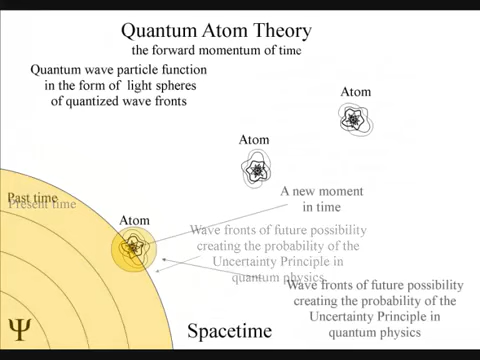 Quantum Atom Theory
the forward momentum of time
Quantum wave particle function
in the form of light spheres
of quantized wave fronts
Atom
Atom
A new moment
in time
Past time
Present time
Atom
Wave fronts of future possibility
creating the probability of the
Uncertainty Principle in
quantum physics
Wave fronts of future possibility
creating the probability of the
Uncertainty Principle in
quantum physics
Ψ
Spacetime